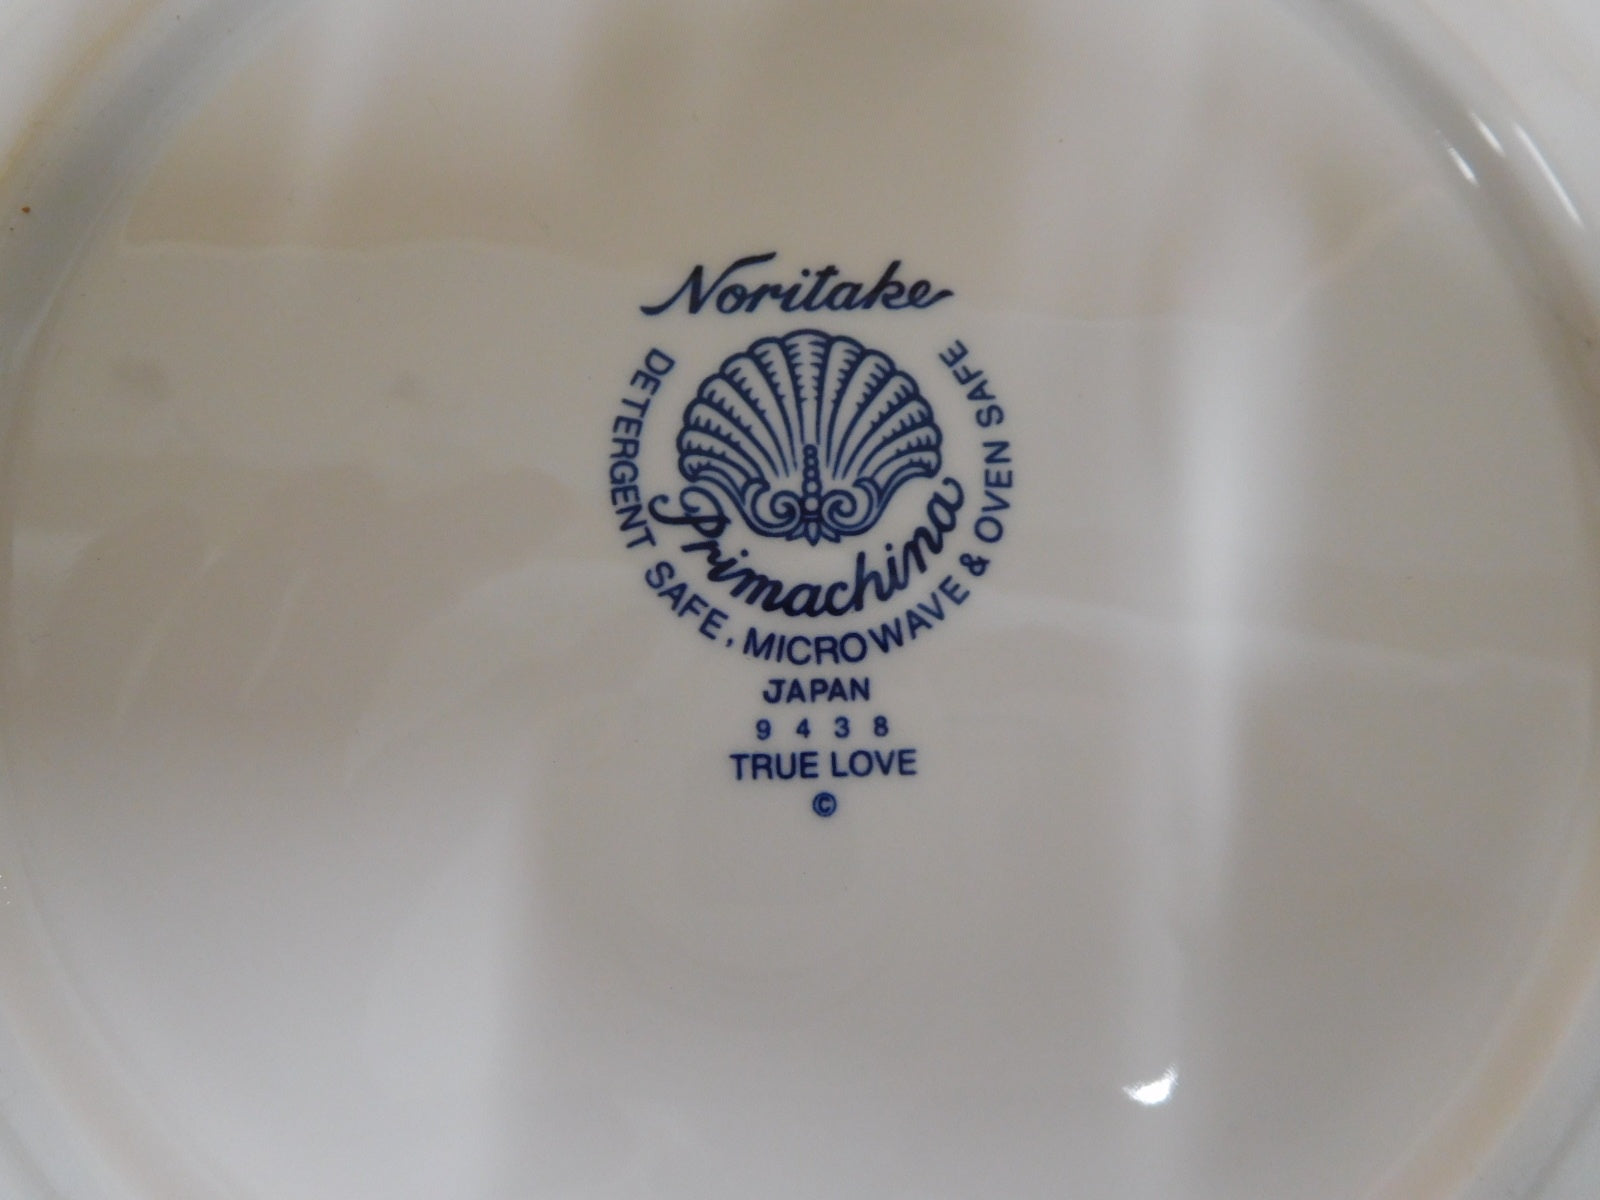 Noritake
DETERGENT SAFE, MICROWAVE & OVEN SAFE
Primachina
JAPAN
9438
TRUE LOVE
©